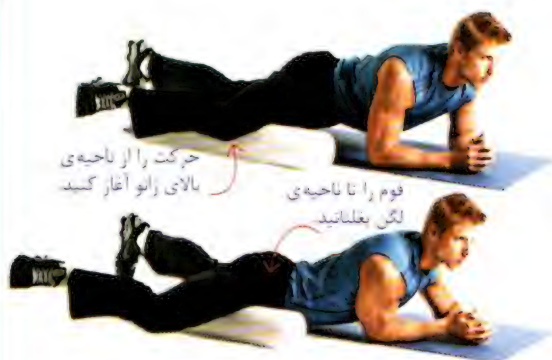 حرکت را از ناحیه‌ی
بالای زانو آغاز کنید.
فوم را تا ناحیه‌ی
لگن بغلتانید.